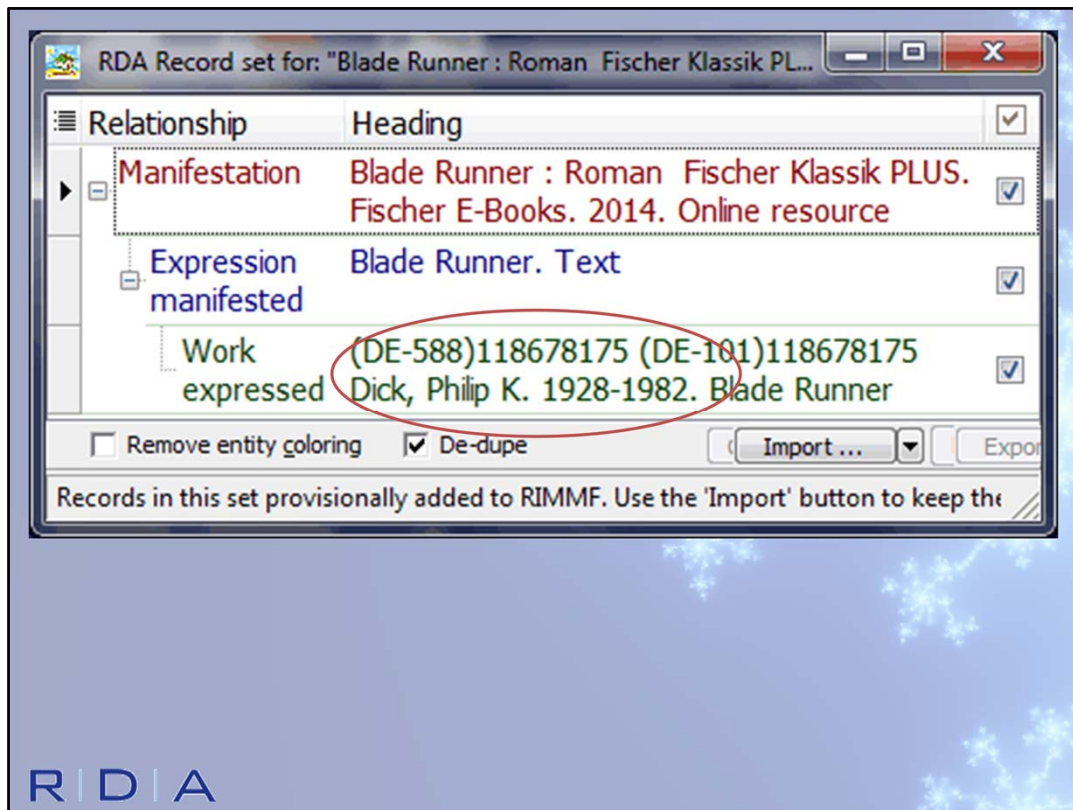 RDA Record set for: "Blade Runner : Roman Fischer Klassik PL...
Relationship Heading
Manifestation Blade Runner : Roman Fischer Klassik PLUS.
Fischer E-Books. 2014. Online resource
Expression Blade Runner. Text
manifested
Work (DE-588)118678175 (DE-101)118678175
expressed Dick, Philip K. 1928-1982. Blade Runner
Remove entity coloring De-dupe Import ... Expor
Records in this set provisionally added to RIMMF. Use the 'Import' button to keep the
R|D|A